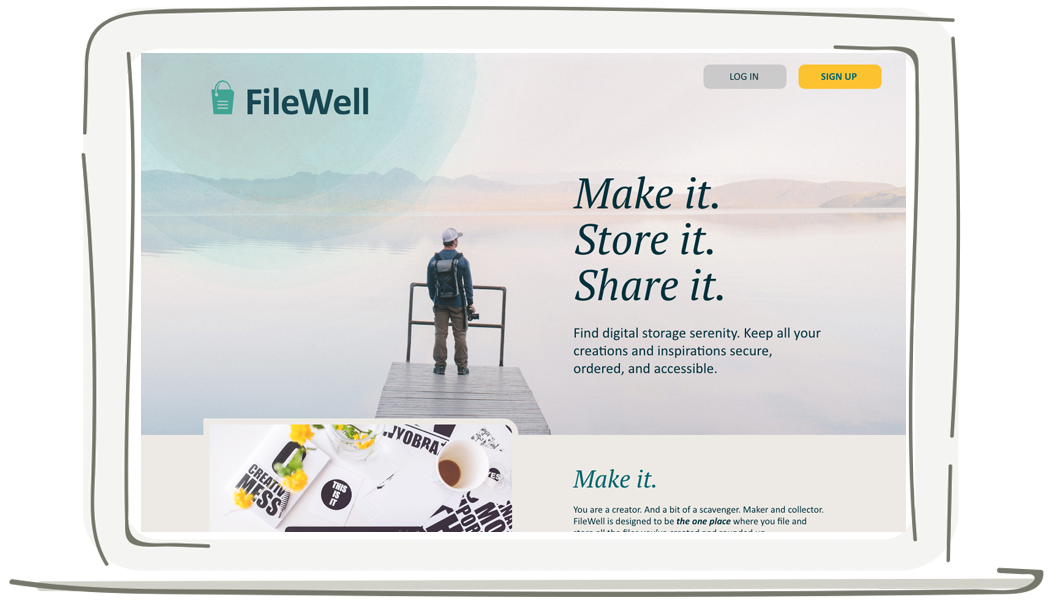 FileWell
LOG IN
SIGN UP
Make it.
Store it.
Share it.
Find digital storage serenity. Keep all your
creations and inspirations secure,
ordered, and accessible.
CREATIV
MESS
THIS
IS
IT
YES
Make it.
You are a creator. And a bit of a scavenger. Maker and collector.
FileWell is designed to be the one place where you file and